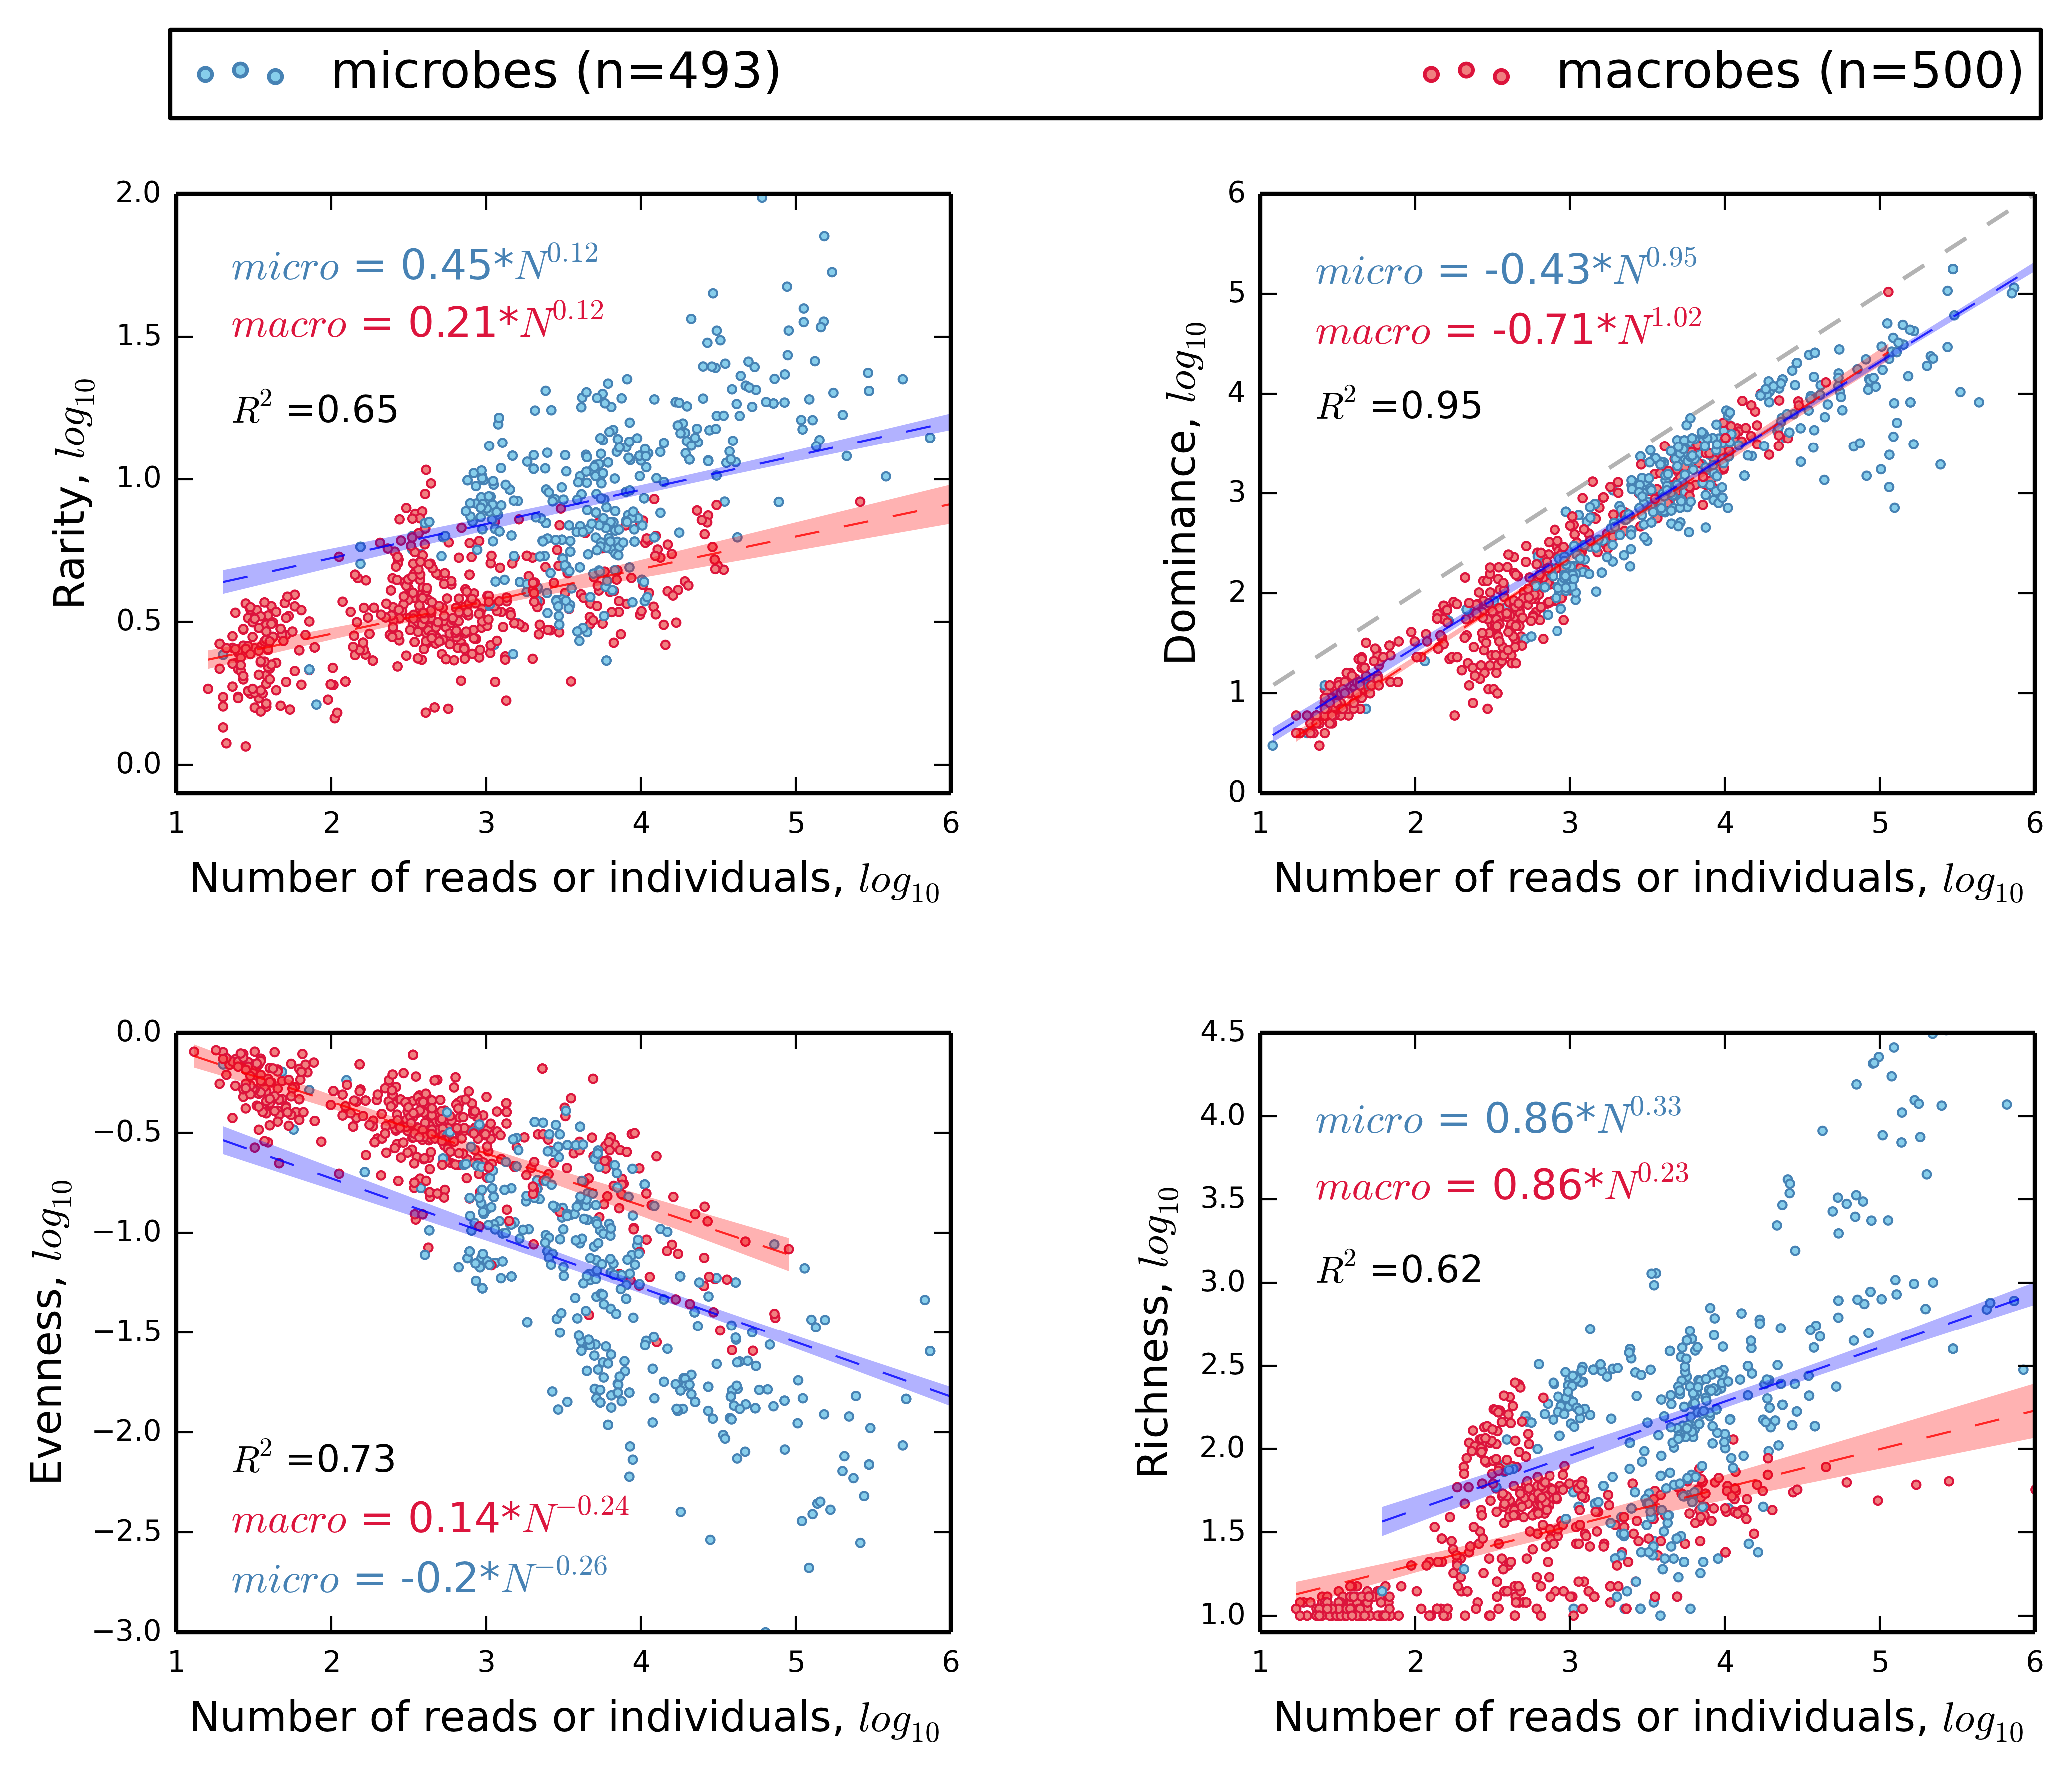 microbes (n=493) macrobes (n=500)
2.0
1.5
1.0
0.5
0.0
Rarity, log₁₀
micro = 0.45*N^0.12
macro = 0.21*N^0.12
R² =0.65
1 2 3 4 5 6
Number of reads or individuals, log₁₀
6
5
4
3
2
1
0
Dominance, log₁₀
micro = -0.43*N^0.95
macro = -0.71*N^1.02
R² =0.95
1 2 3 4 5 6
Number of reads or individuals, log₁₀
0.0
−0.5
−1.0
−1.5
−2.0
−2.5
−3.0
Evenness, log₁₀
R² =0.73
macro = 0.14*N^−0.24
micro = -0.2*N^−0.26
1 2 3 4 5 6
Number of reads or individuals, log₁₀
4.5
4.0
3.5
3.0
2.5
2.0
1.5
1.0
Richness, log₁₀
micro = 0.86*N^0.33
macro = 0.86*N^0.23
R² =0.62
1 2 3 4 5 6
Number of reads or individuals, log₁₀